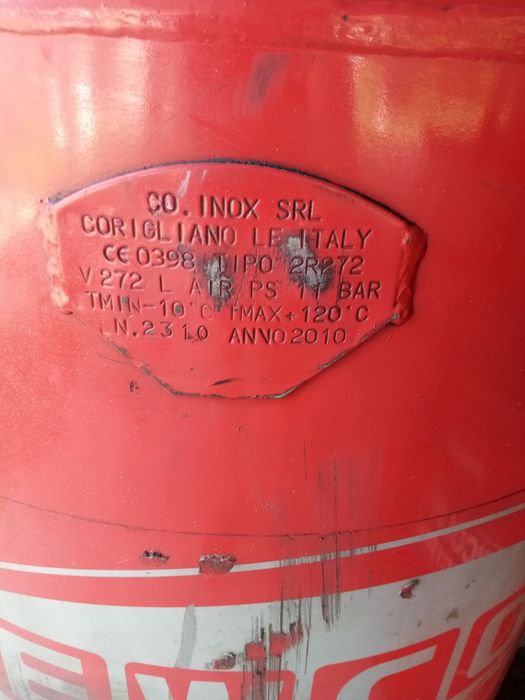 CO.INOX SRL
CORIGLIANO LE ITALY
CE 0398 TIPO 2R272
V 272 L AIR PS 11 BAR
TMIN-10°C TMAX+120°C
N.2310 ANNO 2010